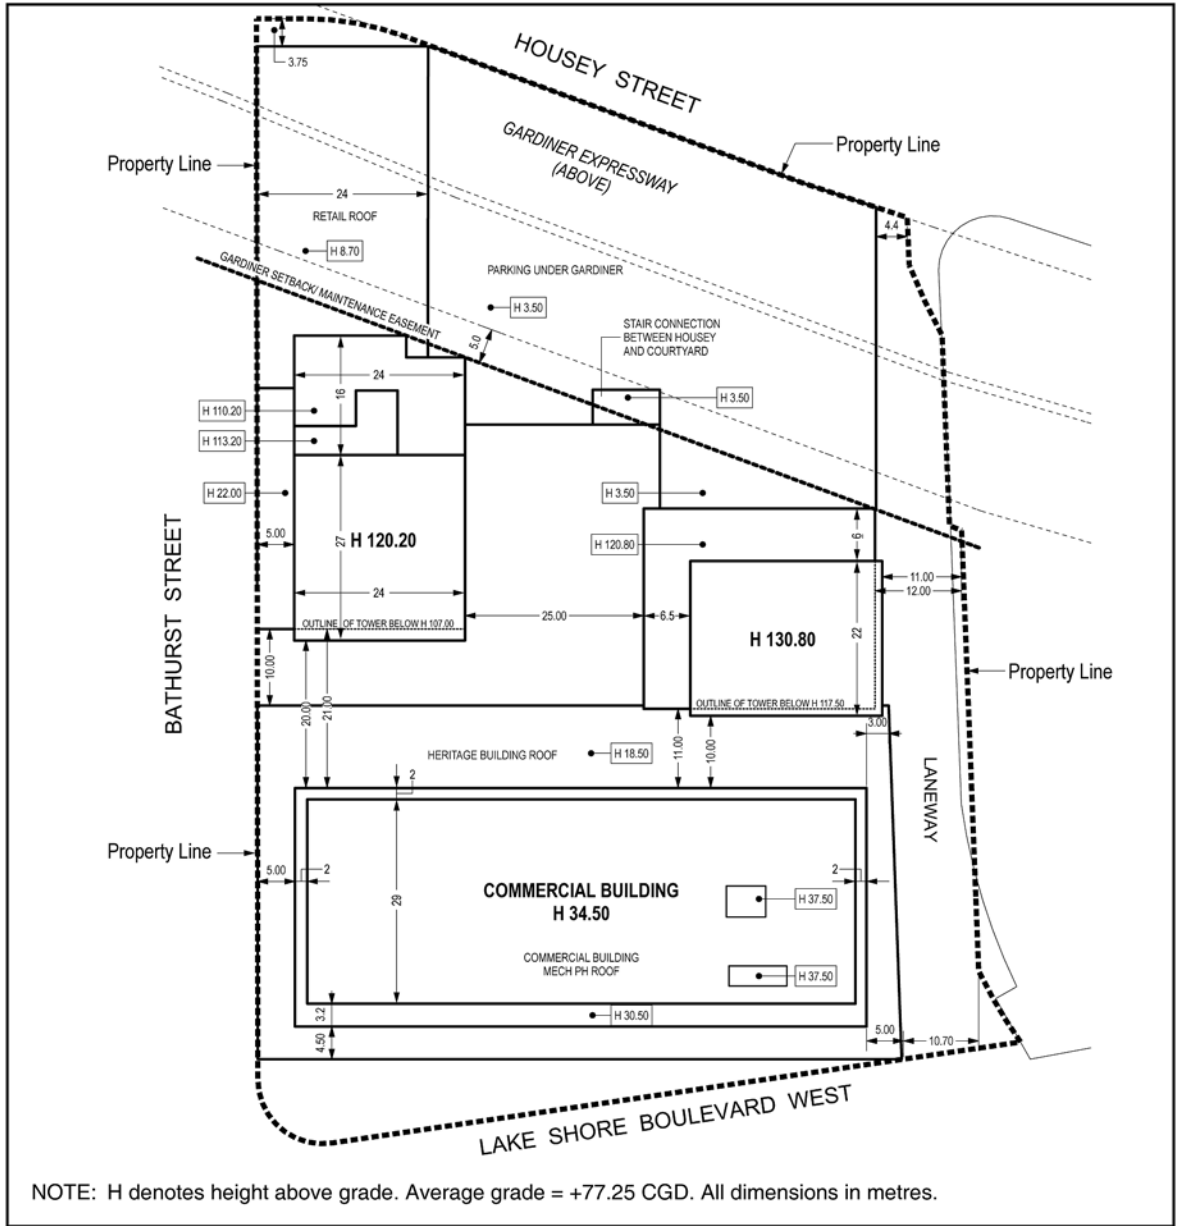 HOUSEY STREET
3.75
GARDINER EXPRESSWAY
(ABOVE)
Property Line
Property Line
24
RETAIL ROOF
4.4
H 8.70
GARDINER SETBACK/ MAINTENANCE EASEMENT
PARKING UNDER GARDINER
H 3.50
STAIR CONNECTION
BETWEEN HOUSEY
AND COURTYARD
5.0
24
16
H 3.50
H 110.20
H 113.20
H 22.00
H 3.50
5.00
27
H 120.20
H 120.80
6
24
11.00
12.00
25.00
6.5
OUTLINE OF TOWER BELOW H 107.00
H 130.80
22
BATHURST STREET
10.00
Property Line
OUTLINE OF TOWER BELOW H 117.50
20.00
21.00
11.00
10.00
3.00
HERITAGE BUILDING ROOF
H 18.50
2
LANEWAY
Property Line
5.00
2
2
29
COMMERCIAL BUILDING
H 34.50
H 37.50
COMMERCIAL BUILDING
MECH PH ROOF
H 37.50
3.2
H 30.50
4.50
5.00
10.70
LAKE SHORE BOULEVARD WEST
NOTE: H denotes height above grade. Average grade = +77.25 CGD. All dimensions in metres.